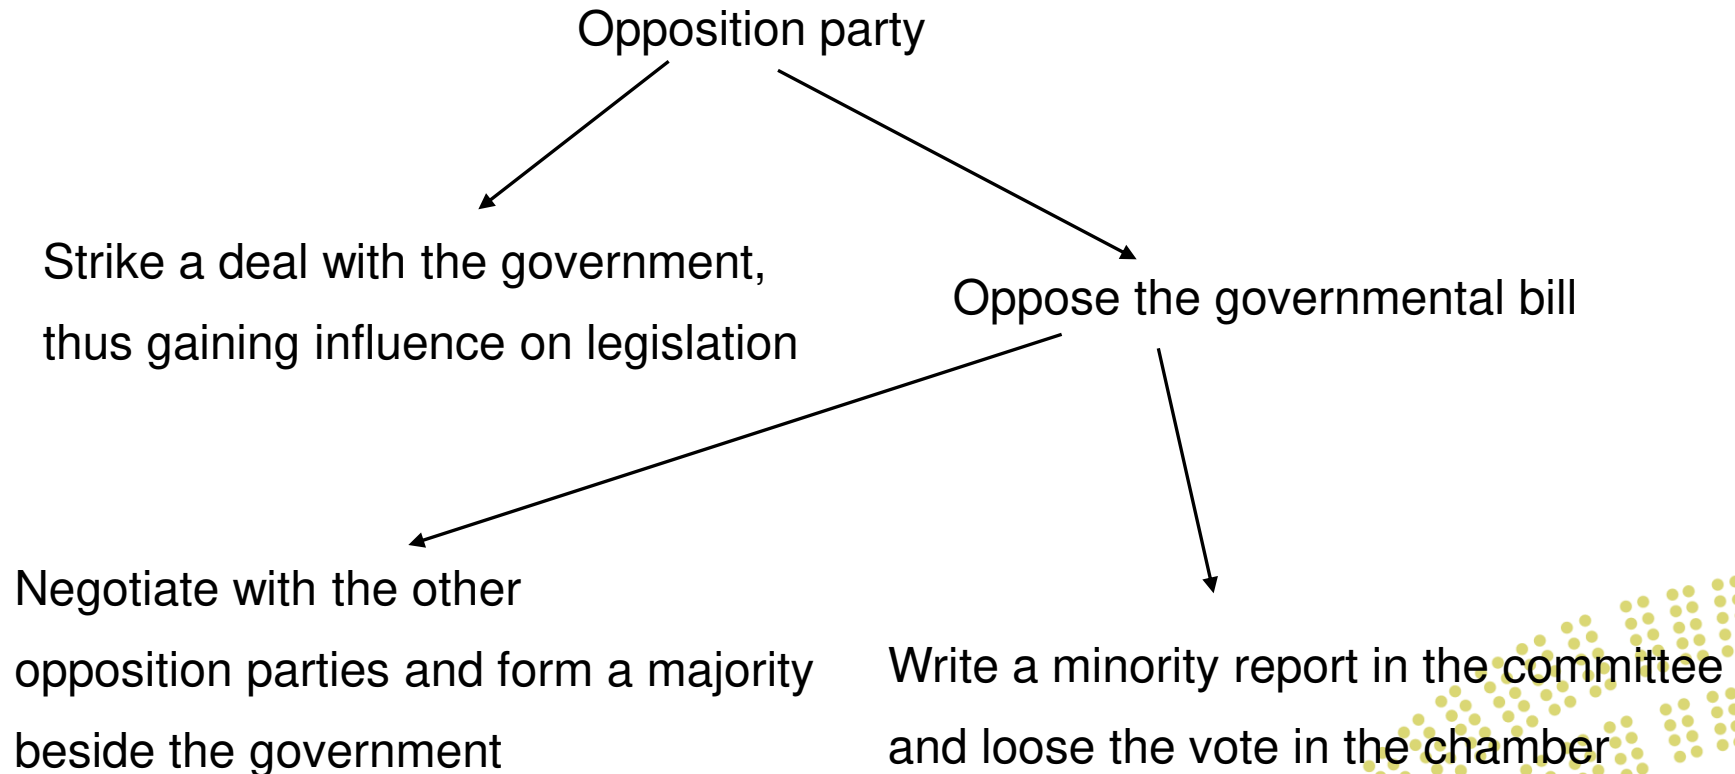 Opposition party
Strike a deal with the government,
thus gaining influence on legislation
Oppose the governmental bill
Negotiate with the other
opposition parties and form a majority
beside the government
Write a minority report in the committee
and loose the vote in the chamber